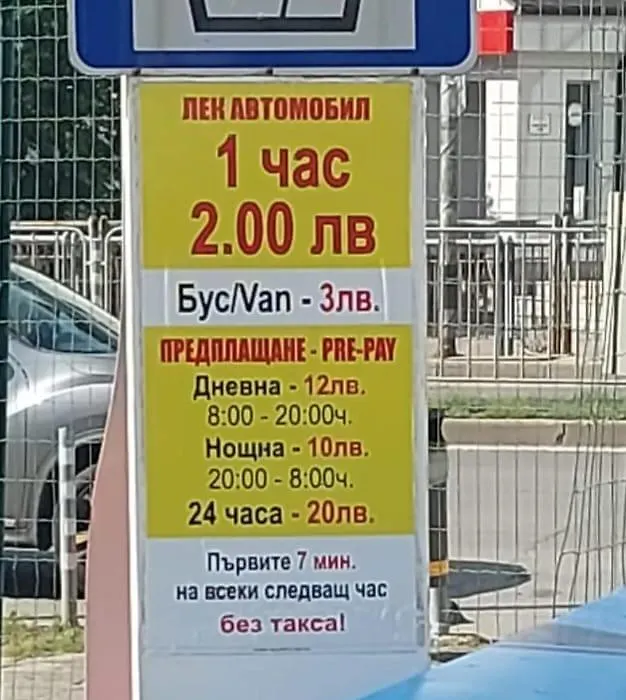 ЛЕК АВТОМОБИЛ
1 час
2.00 лв
Бус/Van - 3лв.
ПРЕДПЛАЩАНЕ - PRE-PAY
Дневна - 12лв.
8:00 - 20:00ч.
Нощна - 10лв.
20:00 - 8:00ч.
24 часа - 20лв.
Първите 7 мин.
на всеки следващ час
без такса!